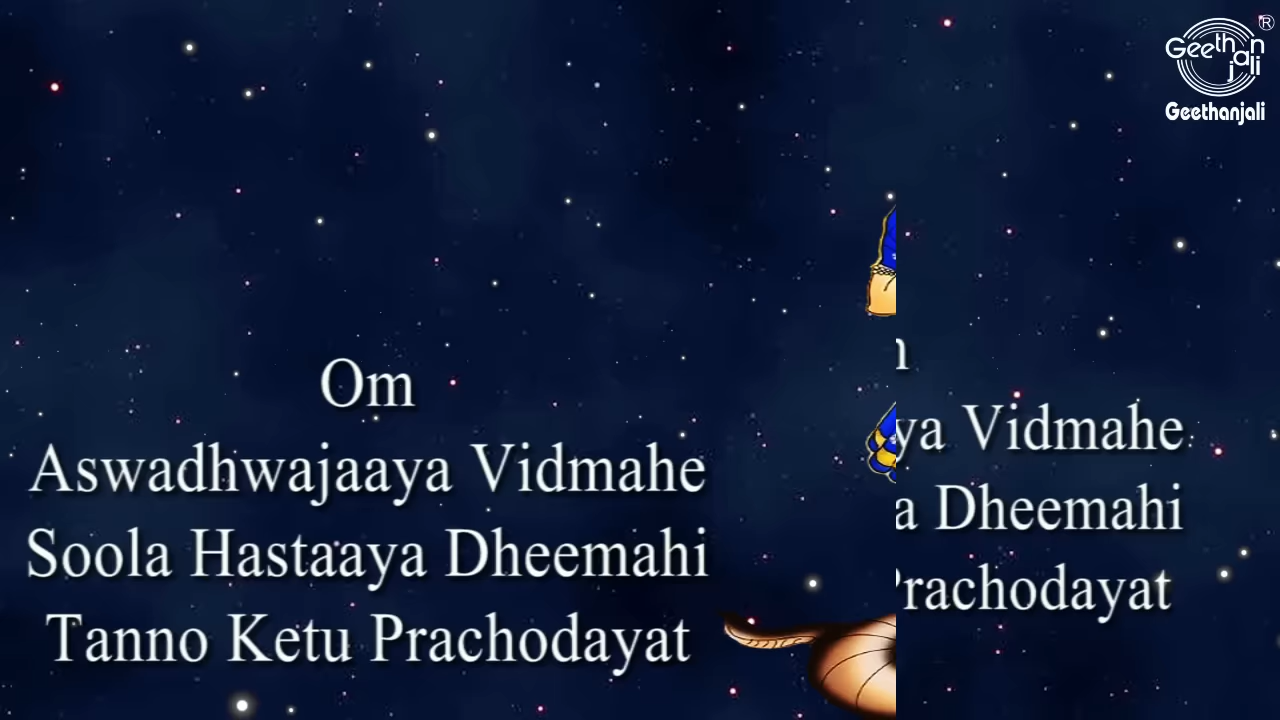 Geethanjali
®
Geethanjali
Om
Aswadhwajaaya Vidmahe
Soola Hastaaya Dheemahi
Tanno Ketu Prachodayat
ya Vidmahe
a Dheemahi
rachodayat